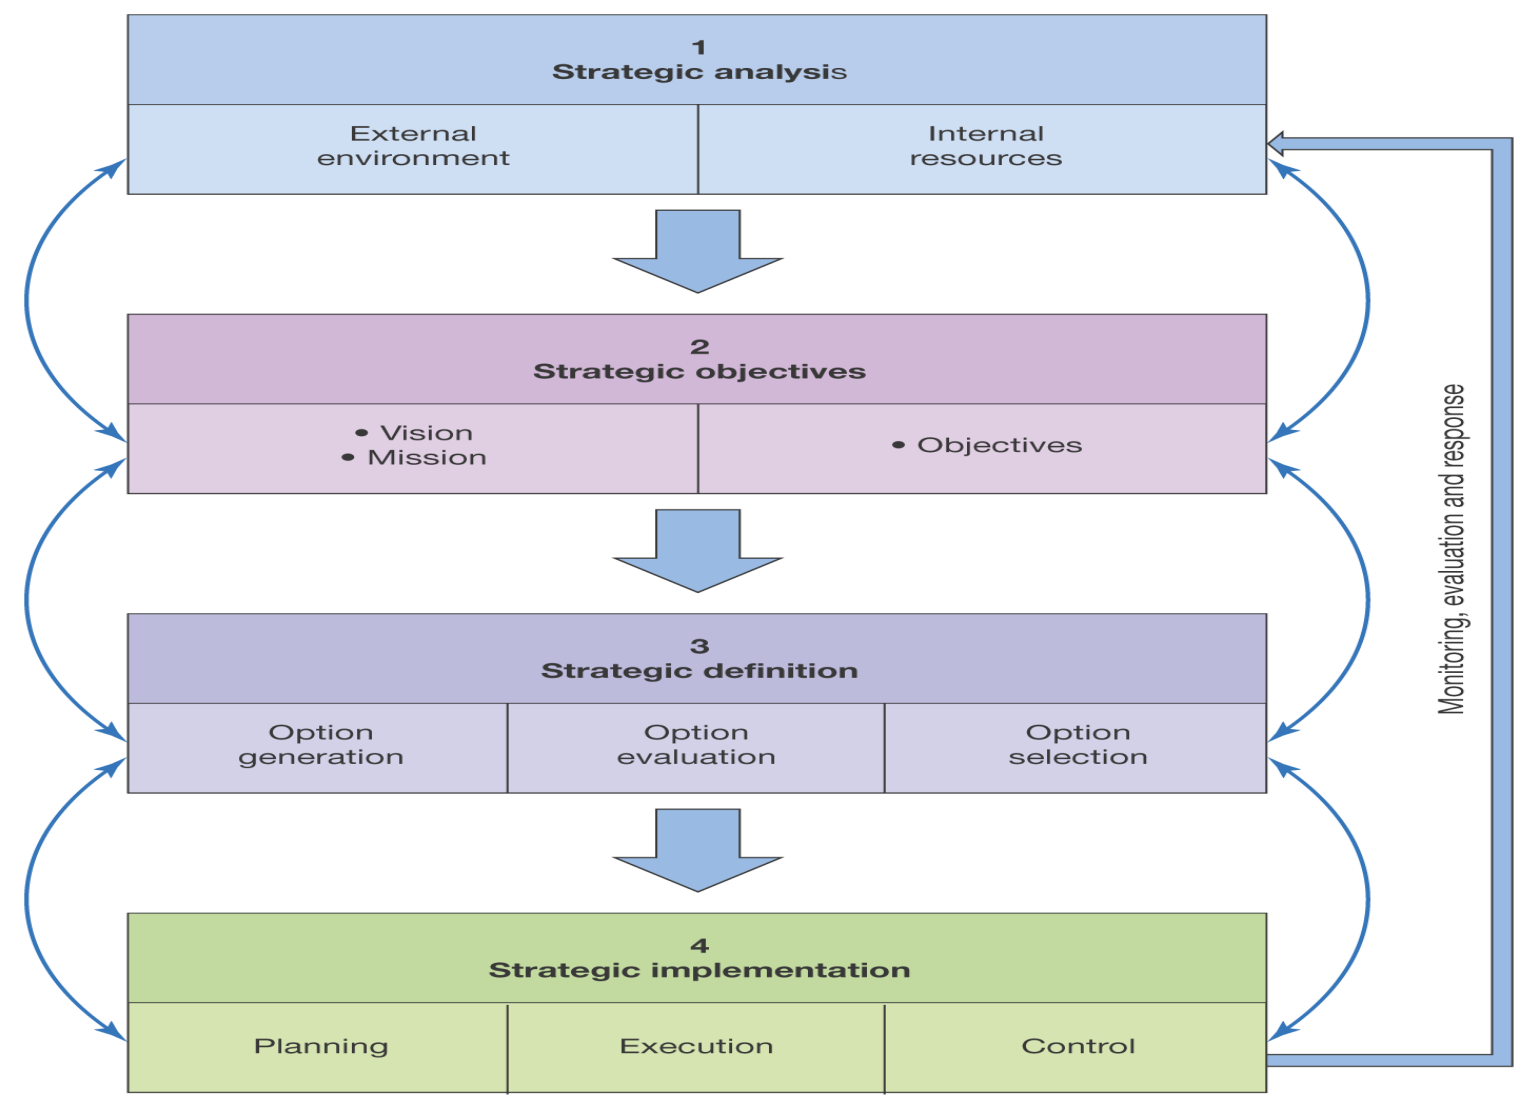 1
Strategic analysis
External
environment
Internal
resources
2
Strategic objectives
• Vision
• Mission
• Objectives
3
Strategic definition
Option
generation
Option
evaluation
Option
selection
4
Strategic implementation
Planning
Execution
Control
Monitoring, evaluation and response